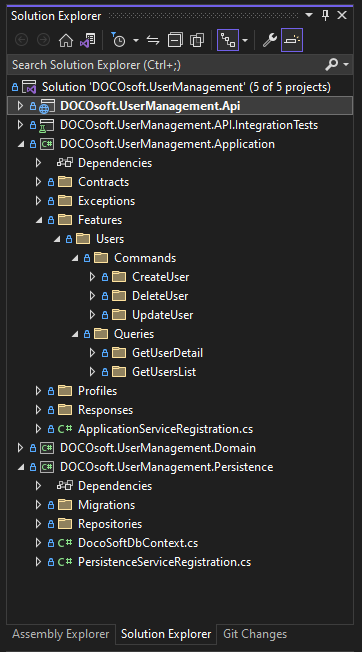 Solution Explorer
Search Solution Explorer (Ctrl+;)
Solution 'DOCOsoft.UserManagement' (5 of 5 projects)
DOCOsoft.UserManagement.Api
DOCOsoft.UserManagement.API.IntegrationTests
C# DOCOsoft.UserManagement.Application
Dependencies
Contracts
Exceptions
Features
Users
Commands
CreateUser
DeleteUser
UpdateUser
Queries
GetUserDetail
GetUsersList
Profiles
Responses
C# ApplicationServiceRegistration.cs
C# DOCOsoft.UserManagement.Domain
C# DOCOsoft.UserManagement.Persistence
Dependencies
Migrations
Repositories
C# DocoSoftDbContext.cs
C# PersistenceServiceRegistration.cs
Assembly Explorer Solution Explorer Git Changes